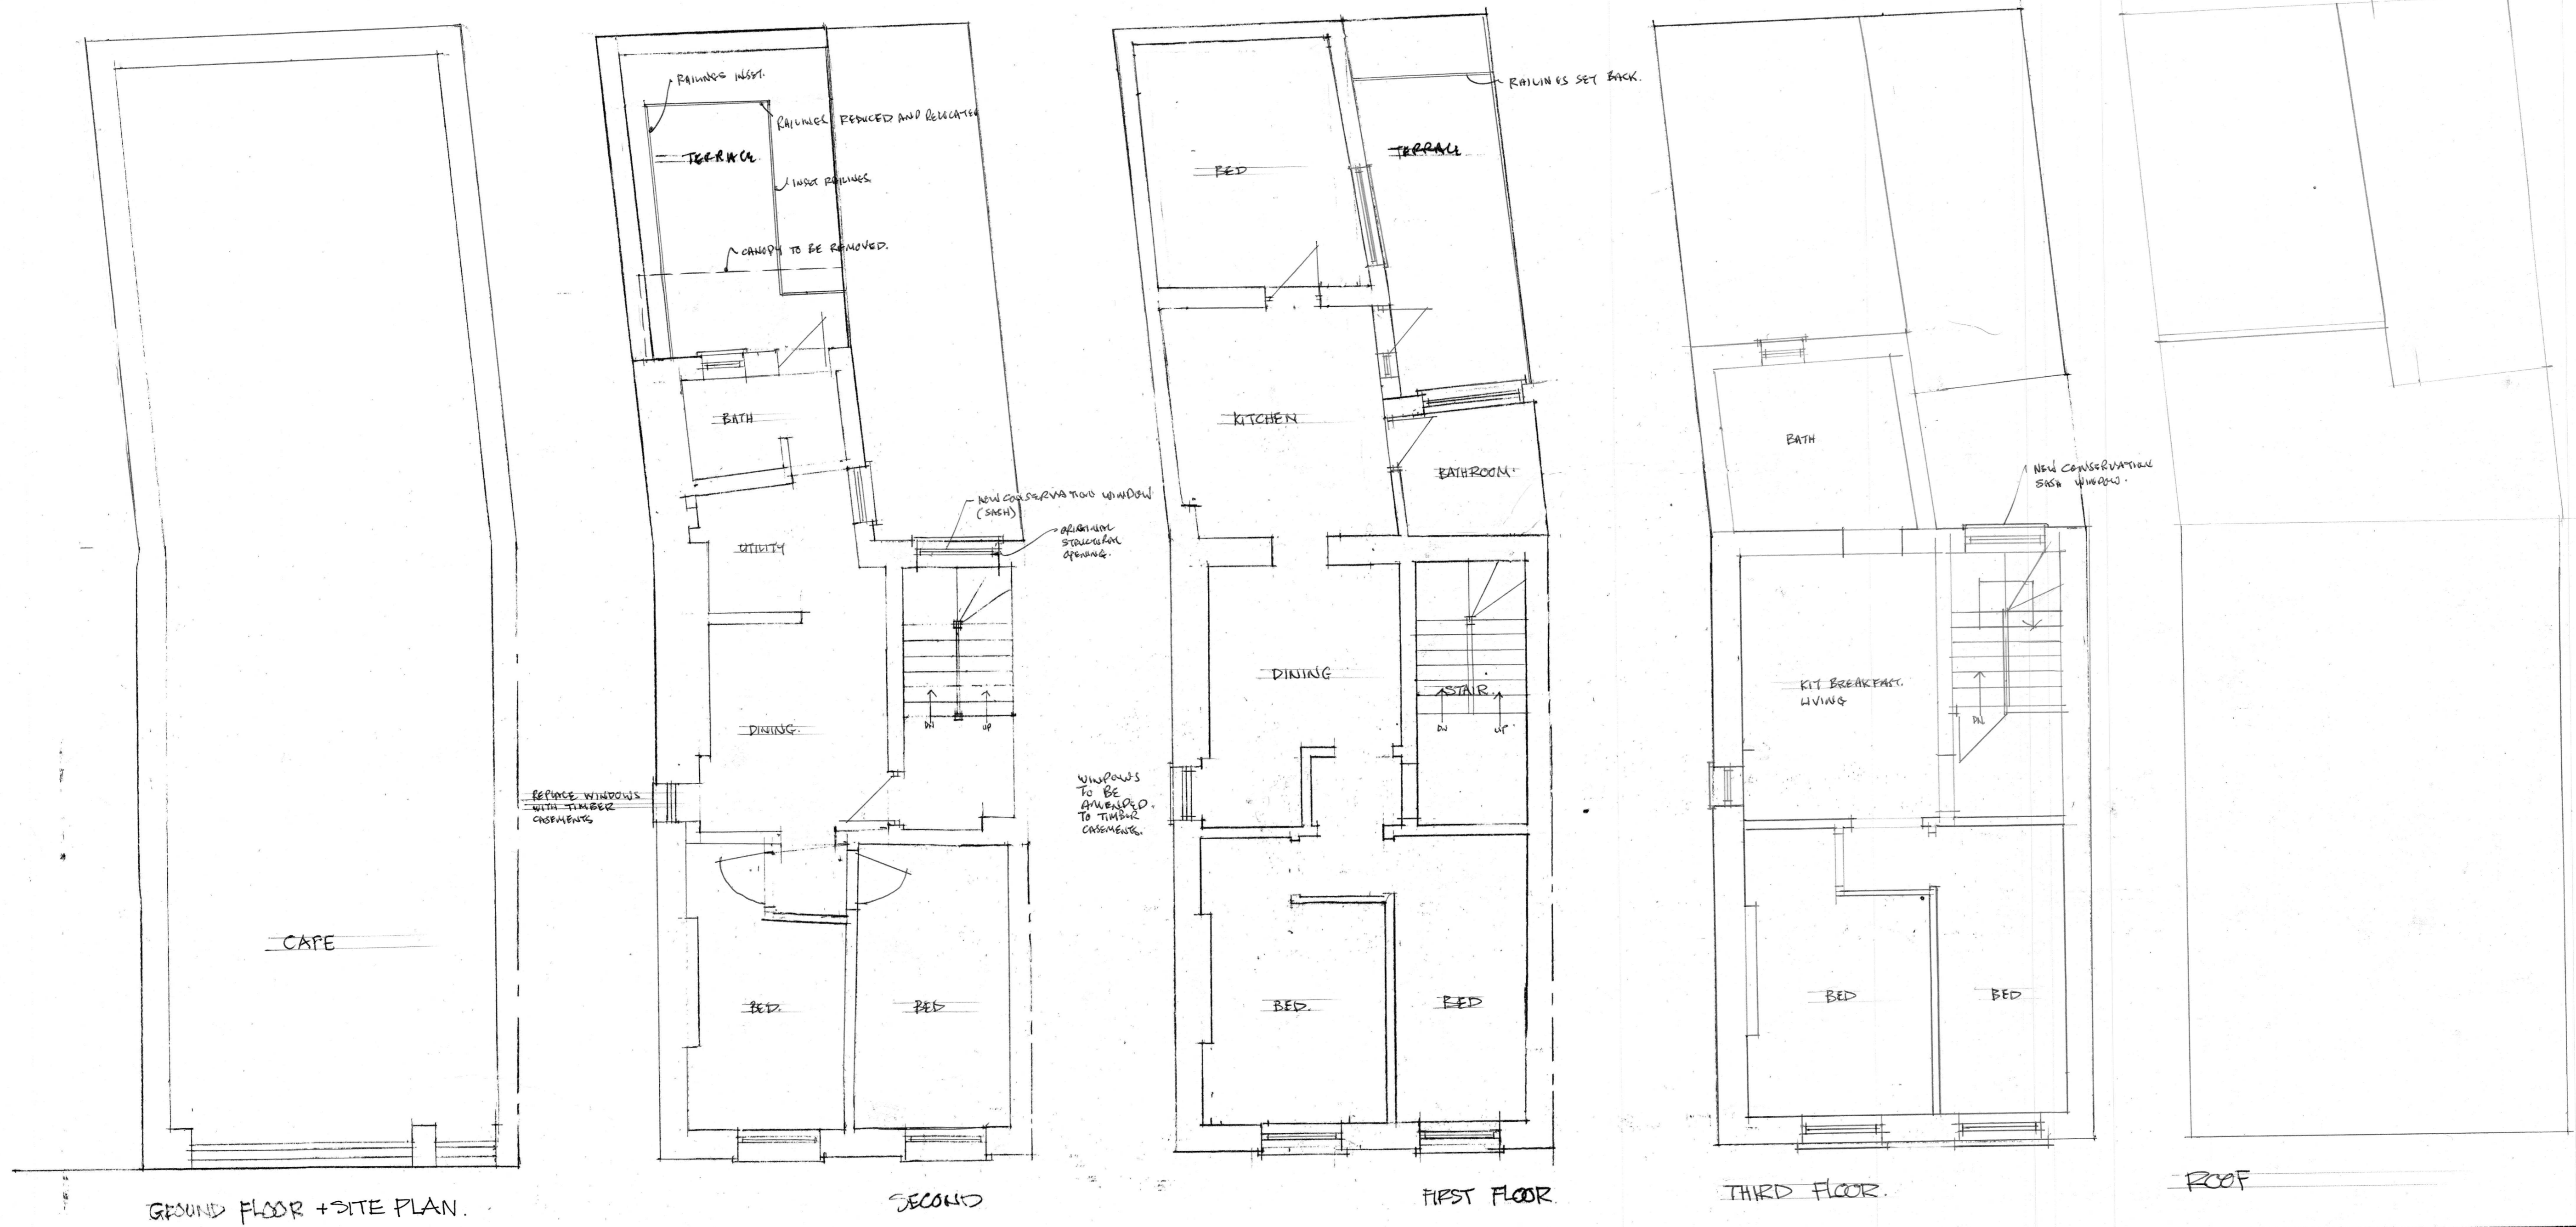 RAILINGS INSET.
RAILINGS REDUCED AND RELOCATED
TERRACE.
INSET RAILINGS.
CANOPY TO BE REMOVED.
BATH
UTILITY
NEW CONSERVATION WINDOW
(SASH)
ORIGINAL
STRUCTURAL
OPENING.
DINING.
DN
UP
REPLACE WINDOWS
WITH TIMBER
CASEMENTS
BED.
BED
CAFE
GROUND FLOOR + SITE PLAN.
SECOND
RAILINGS SET BACK.
BED
TERRACE
KITCHEN
BATHROOM.
DINING
STAIR.
DN
UP
WINDOWS
TO BE
AMENDED.
TO TIMBER
CASEMENTS.
BED.
BED
FIRST FLOOR.
BATH
NEW CONSERVATION
SASH WINDOW.
KIT BREAKFAST.
LIVING
DN
BED
BED
THIRD FLOOR.
ROOF